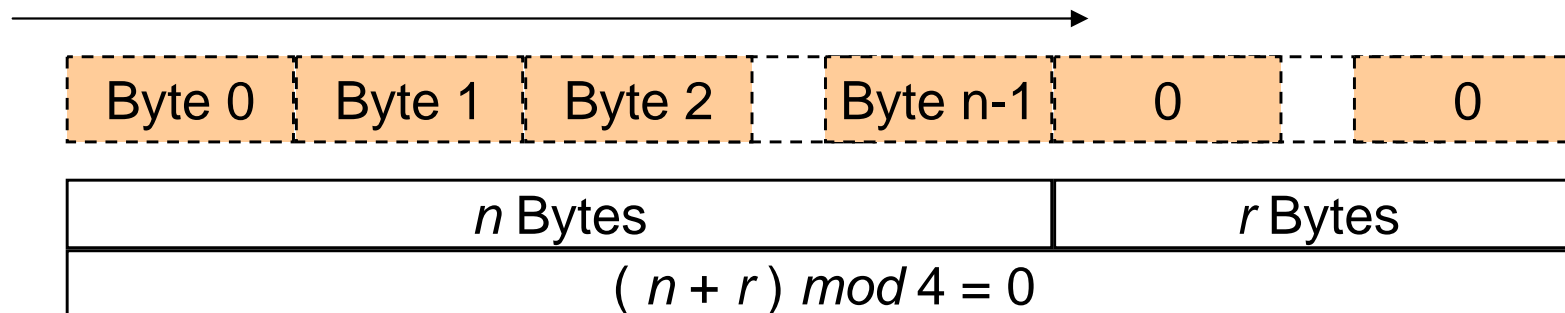 Byte 0 Byte 1 Byte 2 Byte n-1 0 0
n Bytes r Bytes
( n + r ) mod 4 = 0